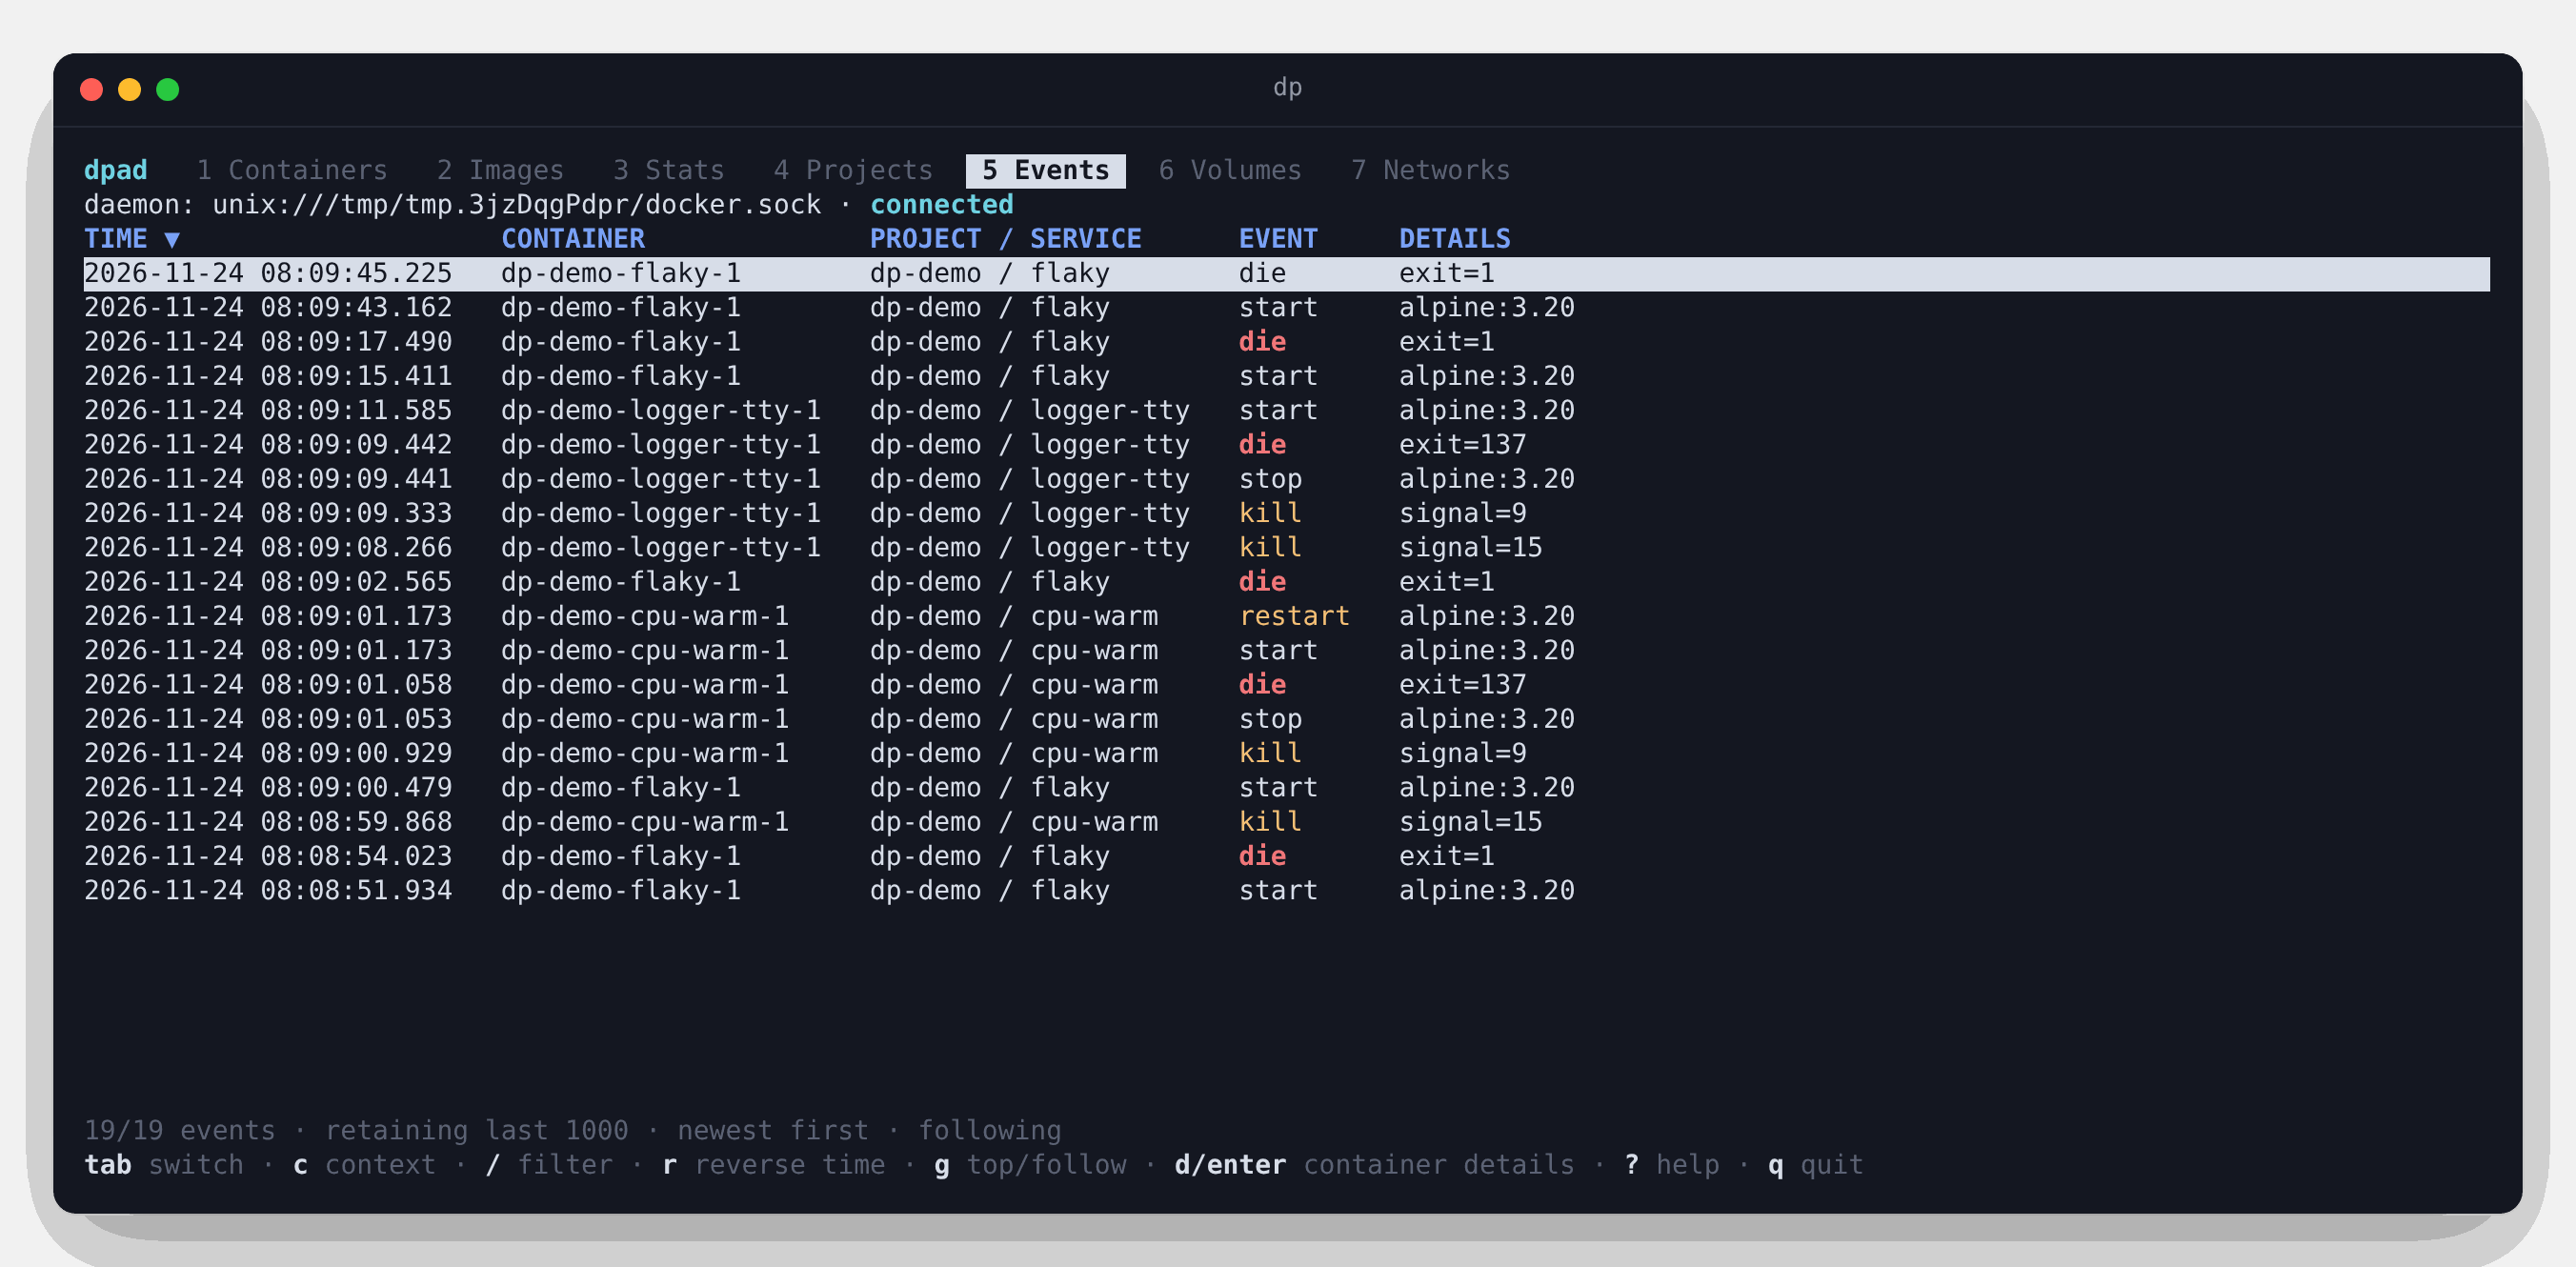 dp
dpad 1 Containers 2 Images 3 Stats 4 Projects 5 Events 6 Volumes 7 Networks
daemon: unix:///tmp/tmp.3jzDqgPdpr/docker.sock · connected
TIME ▼ CONTAINER PROJECT / SERVICE EVENT DETAILS
2026-11-24 08:09:45.225 dp-demo-flaky-1 dp-demo / flaky die exit=1
2026-11-24 08:09:43.162 dp-demo-flaky-1 dp-demo / flaky start alpine:3.20
2026-11-24 08:09:17.490 dp-demo-flaky-1 dp-demo / flaky die exit=1
2026-11-24 08:09:15.411 dp-demo-flaky-1 dp-demo / flaky start alpine:3.20
2026-11-24 08:09:11.585 dp-demo-logger-tty-1 dp-demo / logger-tty start alpine:3.20
2026-11-24 08:09:09.442 dp-demo-logger-tty-1 dp-demo / logger-tty die exit=137
2026-11-24 08:09:09.441 dp-demo-logger-tty-1 dp-demo / logger-tty stop alpine:3.20
2026-11-24 08:09:09.333 dp-demo-logger-tty-1 dp-demo / logger-tty kill signal=9
2026-11-24 08:09:08.266 dp-demo-logger-tty-1 dp-demo / logger-tty kill signal=15
2026-11-24 08:09:02.565 dp-demo-flaky-1 dp-demo / flaky die exit=1
2026-11-24 08:09:01.173 dp-demo-cpu-warm-1 dp-demo / cpu-warm restart alpine:3.20
2026-11-24 08:09:01.173 dp-demo-cpu-warm-1 dp-demo / cpu-warm start alpine:3.20
2026-11-24 08:09:01.058 dp-demo-cpu-warm-1 dp-demo / cpu-warm die exit=137
2026-11-24 08:09:01.053 dp-demo-cpu-warm-1 dp-demo / cpu-warm stop alpine:3.20
2026-11-24 08:09:00.929 dp-demo-cpu-warm-1 dp-demo / cpu-warm kill signal=9
2026-11-24 08:09:00.479 dp-demo-flaky-1 dp-demo / flaky start alpine:3.20
2026-11-24 08:08:59.868 dp-demo-cpu-warm-1 dp-demo / cpu-warm kill signal=15
2026-11-24 08:08:54.023 dp-demo-flaky-1 dp-demo / flaky die exit=1
2026-11-24 08:08:51.934 dp-demo-flaky-1 dp-demo / flaky start alpine:3.20
19/19 events · retaining last 1000 · newest first · following
tab switch · c context · / filter · r reverse time · g top/follow · d/enter container details · ? help · q quit